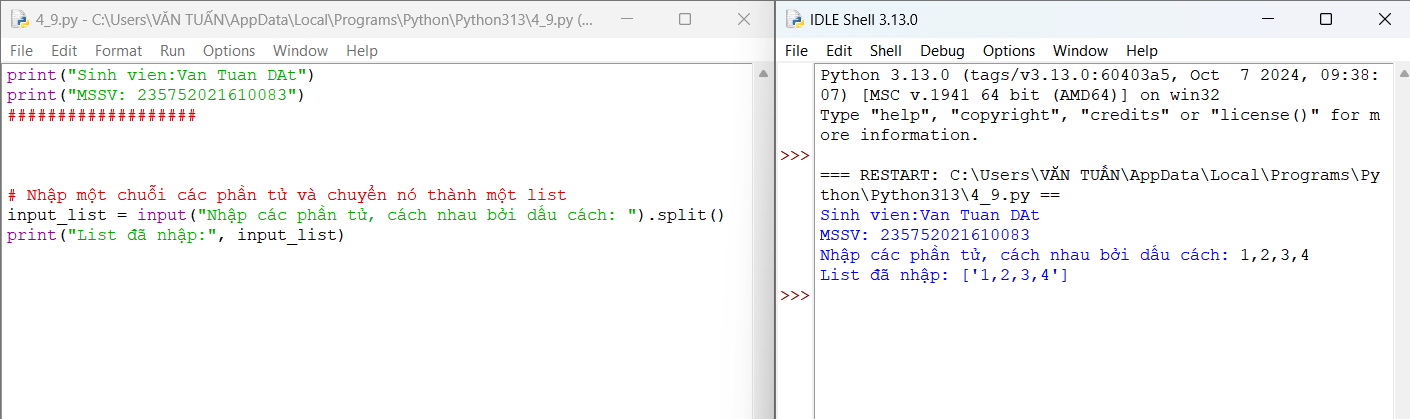 4_9.py - C:\Users\VĂN TUẤN\AppData\Local\Programs\Python\Python313\4_9.py (...
File Edit Format Run Options Window Help
print("Sinh vien:Van Tuan DAt")
print("MSSV: 235752021610083")
###################
# Nhập một chuỗi các phần tử và chuyển nó thành một list
input_list = input("Nhập các phần tử, cách nhau bởi dấu cách: ").split()
print("List đã nhập:", input_list)
IDLE Shell 3.13.0
File Edit Shell Debug Options Window Help
Python 3.13.0 (tags/v3.13.0:60403a5, Oct  7 2024, 09:38:
07) [MSC v.1941 64 bit (AMD64)] on win32
Type "help", "copyright", "credits" or "license()" for m
ore information.
>>>
=== RESTART: C:\Users\VĂN TUẤN\AppData\Local\Programs\Py
thon\Python313\4_9.py ==
Sinh vien:Van Tuan DAt
MSSV: 235752021610083
Nhập các phần tử, cách nhau bởi dấu cách: 1,2,3,4
List đã nhập: ['1,2,3,4']
>>>